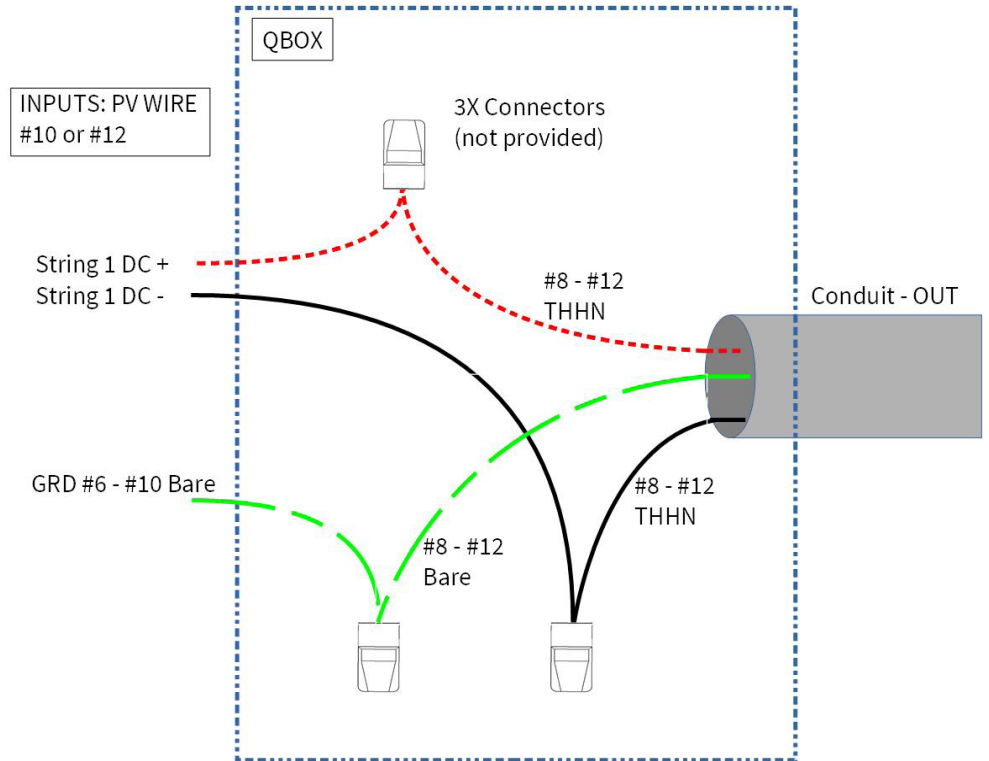 QBOX
INPUTS: PV WIRE
#10 or #12
3X Connectors
(not provided)
String 1 DC +
String 1 DC -
#8 - #12
THHN
Conduit - OUT
GRD #6 - #10 Bare
#8 - #12
THHN
#8 - #12
Bare